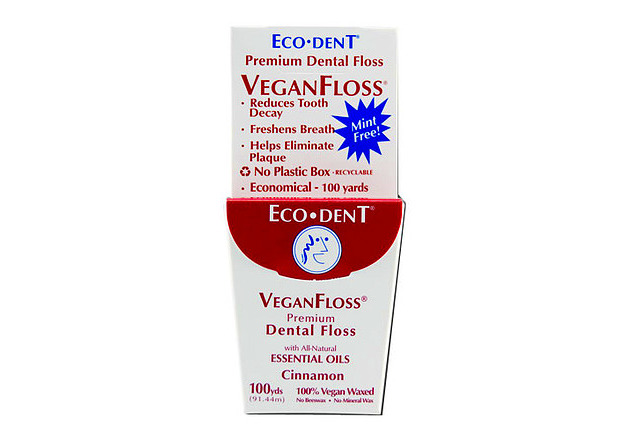 ECO•DENT®
Premium Dental Floss
VEGANFLOSS®
• Reduces Tooth
Decay
• Freshens Breath
Mint
Free!
• Helps Eliminate
Plaque
♻ No Plastic Box • RECYCLABLE
• Economical - 100 yards
ECO•DENT®
VEGANFLOSS®
Premium
Dental Floss
with All-Natural
ESSENTIAL OILS
Cinnamon
100yds
(91.44m)
100% Vegan Waxed
No Beeswax • No Mineral Wax